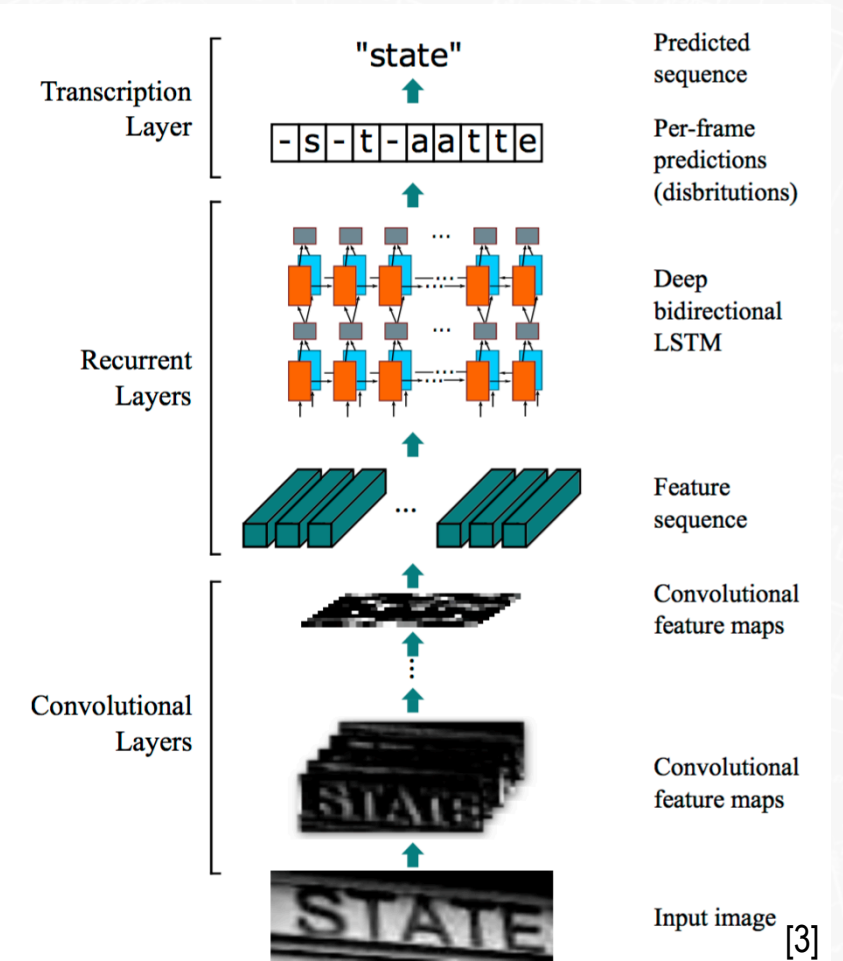 "state"
Predicted
sequence
Transcription
Layer
-s-t-aatte
Per-frame
predictions
(disbritutions)
Recurrent
Layers
...
...
...
...
Deep
bidirectional
LSTM
...
Feature
sequence
Convolutional
Layers
Convolutional
feature maps
STATE
Convolutional
feature maps
STATE
Input image
[3]